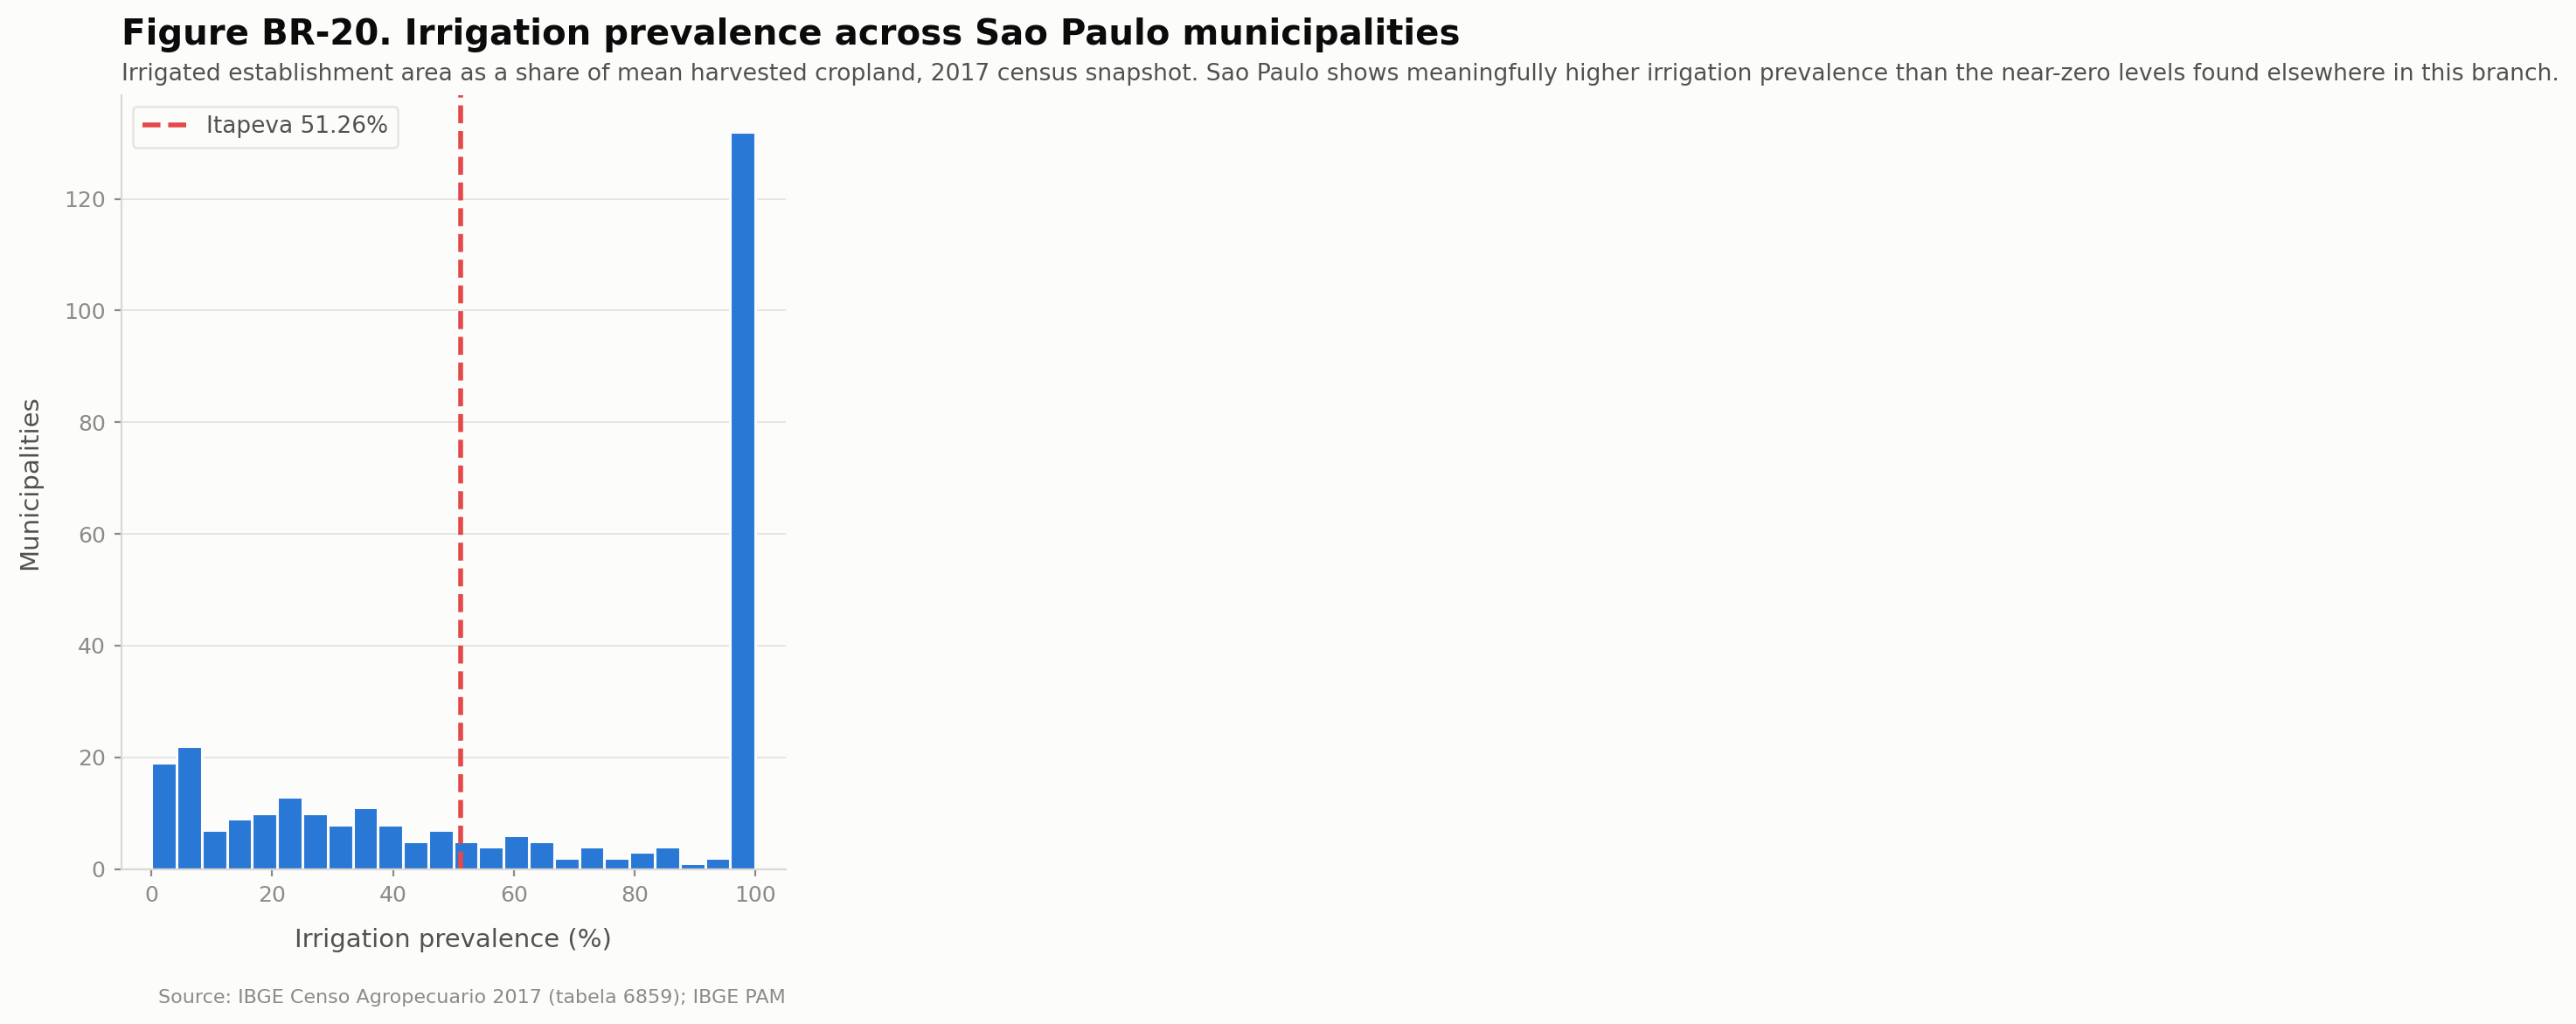 Figure BR-20. Irrigation prevalence across Sao Paulo municipalities
Irrigated establishment area as a share of mean harvested cropland, 2017 census snapshot. Sao Paulo shows meaningfully higher irrigation prevalence than the near-zero levels found elsewhere in this branch.
Itapeva 51.26%
120
100
80
60
40
20
0
Municipalities
0 20 40 60 80 100
Irrigation prevalence (%)
Source: IBGE Censo Agropecuario 2017 (tabela 6859); IBGE PAM